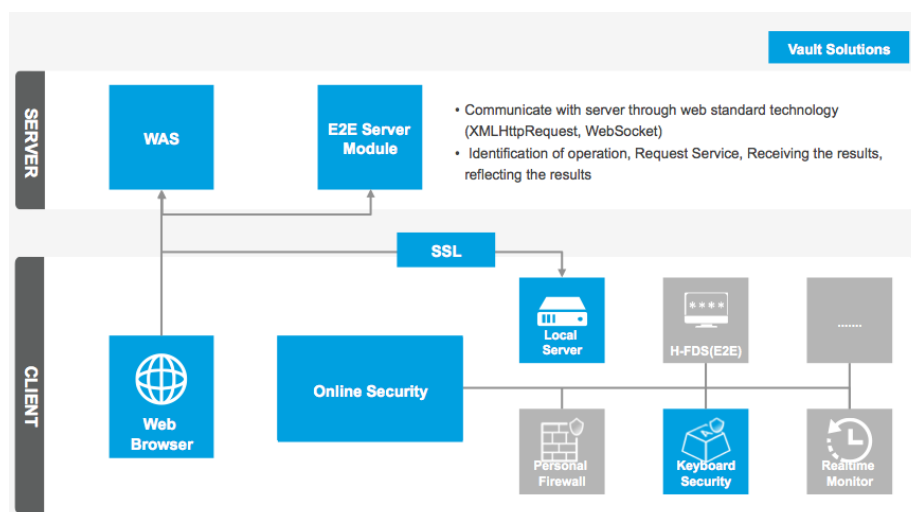 Vault Solutions
SERVER
WAS
E2E Server
Module
• Communicate with server through web standard technology
(XMLHttpRequest, WebSocket)
• Identification of operation, Request Service, Receiving the results,
reflecting the results
SSL
CLIENT
Web
Browser
Online Security
Local
Server
****
H-FDS(E2E)
.......
Personal
Firewall
Keyboard
Security
Realtime
Monitor